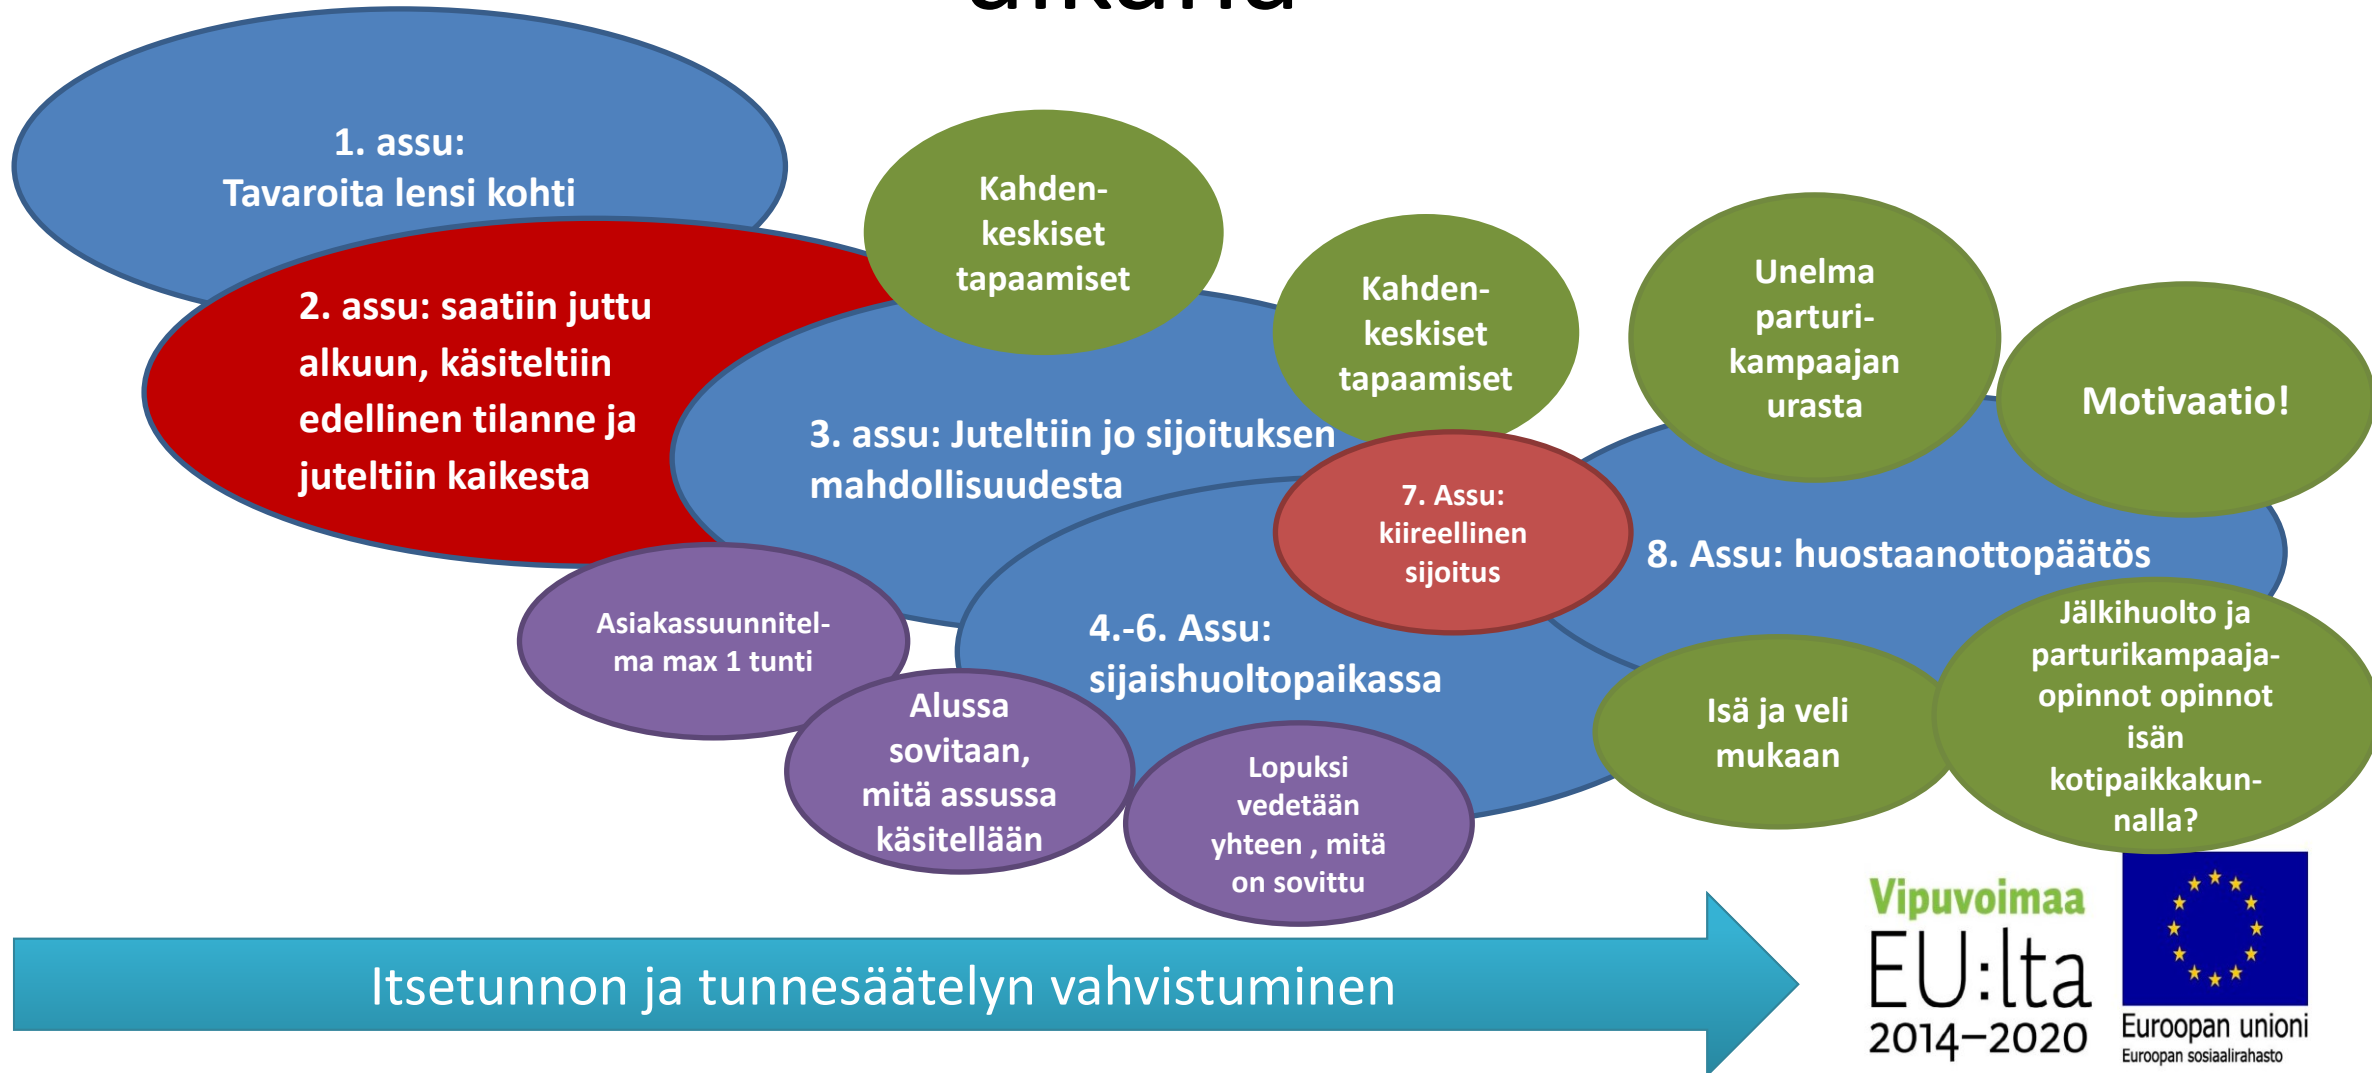 1. assu:
Tavaroita lensi kohti
2. assu: saatiin juttu
alkuun, käsiteltiin
edellinen tilanne ja
juteltiin kaikesta
Kahden-
keskiset
tapaamiset
3. assu: Juteltiin jo sijoituksen
mahdollisuudesta
Kahden-
keskiset
tapaamiset
Asiakassuunnitel-
ma max 1 tunti
Alussa
sovitaan,
mitä assussa
käsitellään
4.-6. Assu:
sijaishuoltopaikassa
Lopuksi
vedetään
yhteen , mitä
on sovittu
7. Assu:
kiireellinen
sijoitus
Unelma
parturi-
kampaajan
urasta
Motivaatio!
8. Assu: huostaanottopäätös
Isä ja veli
mukaan
Jälkihuolto ja
parturikampaaja-
opinnot opinnot
isän
kotipaikkakun-
nalla?
Itsetunnon ja tunnesäätelyn vahvistuminen
Vipuvoimaa
EU:lta
2014–2020
Euroopan unioni
Euroopan sosiaalirahasto